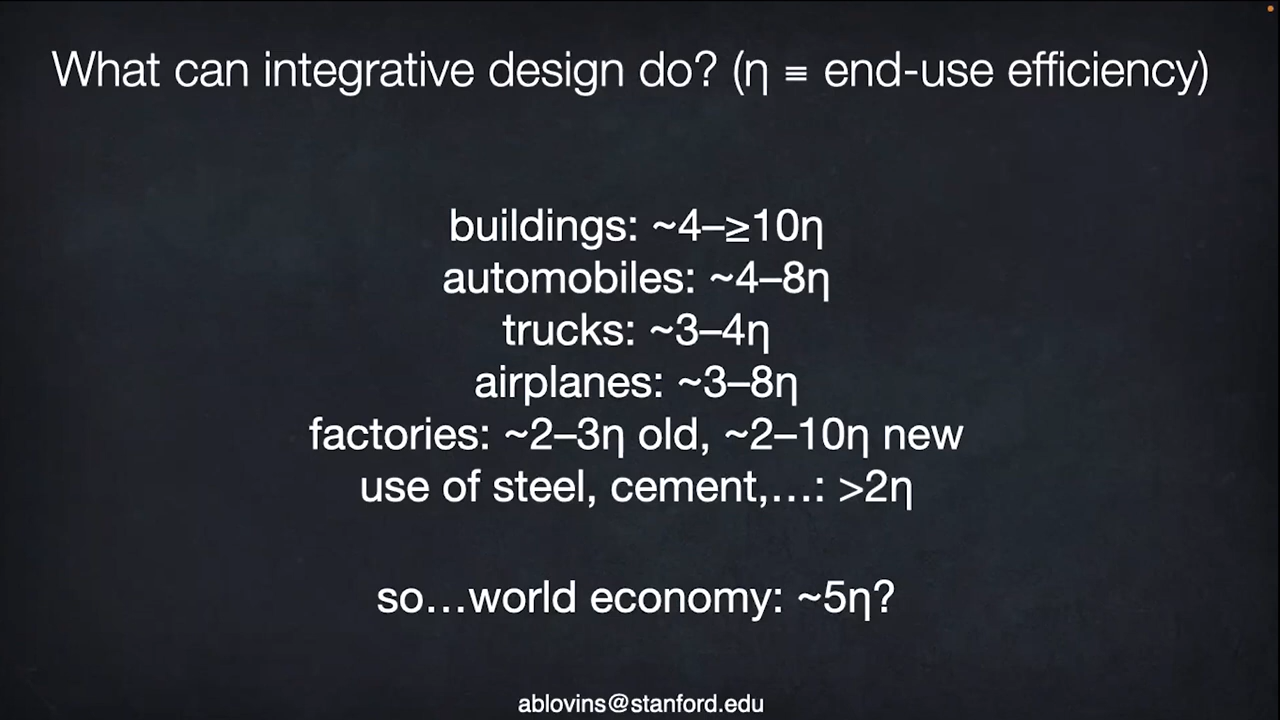 What can integrative design do? (η ≡ end-use efficiency)
buildings: ~4–≥10η
automobiles: ~4–8η
trucks: ~3–4η
airplanes: ~3–8η
factories: ~2–3η old, ~2–10η new
use of steel, cement,…: >2η
so…world economy: ~5η?
ablovins@stanford.edu